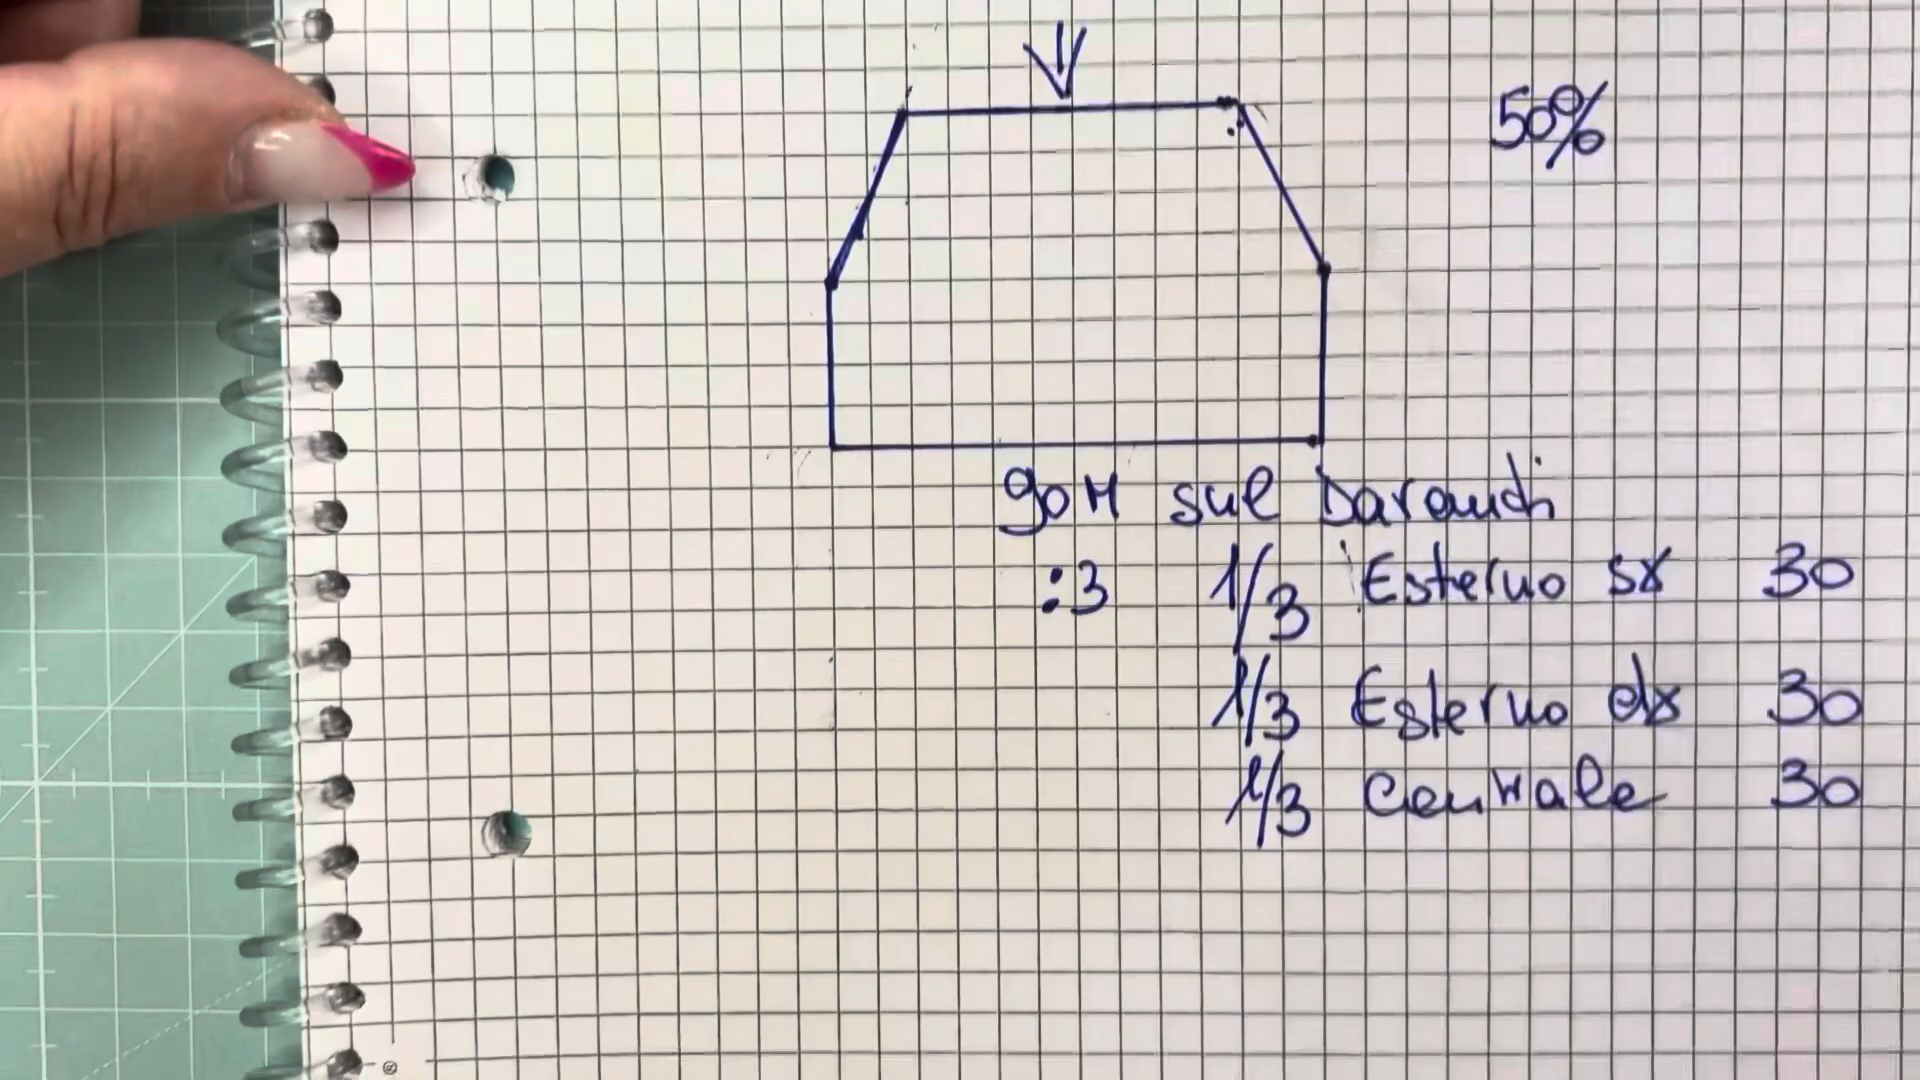 50%
90 M sul Davanti
:3 1/3 Esterno sx 30
1/3 Esterno dx 30
1/3 Centrale 30